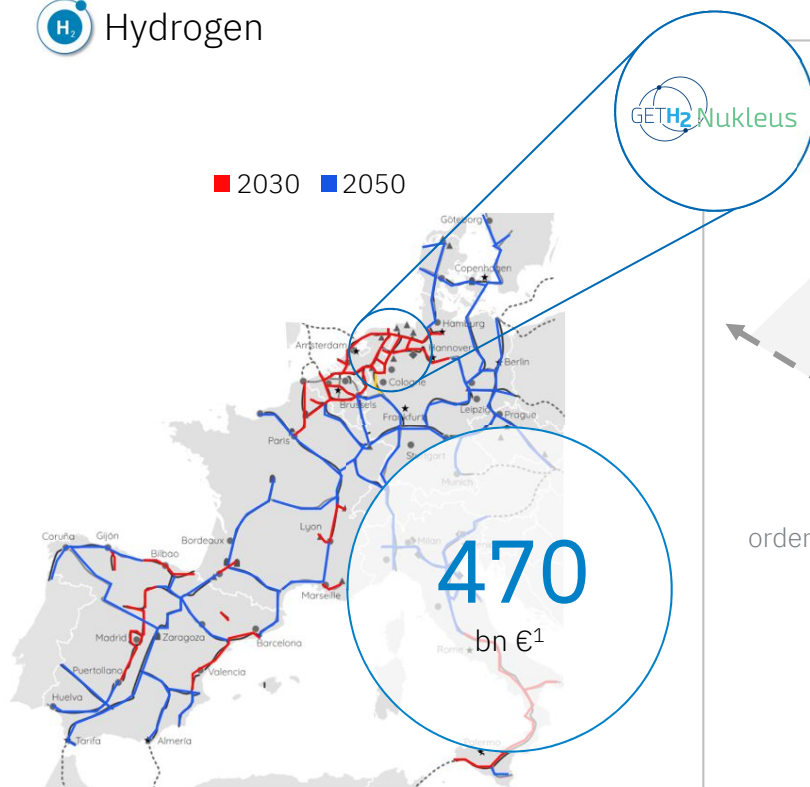 H2 Hydrogen
GETH2 Nukleus
2030 2050
Göteborg
Copenhagen
Hamburg
Amsterdam
Hannover
Berlin
Cologne
Brussels
Leipzig
Frankfurt
Prague
Paris
Stuttgart
Munich
Lyon
Coruña Gijón
Bordeaux
Milan
Bilbao
470
Marseille
bn €1
Madrid Zaragoza
Barcelona
Rome
Puertollano
Valencia
Huelva
Tarifa Almería
Palermo
order